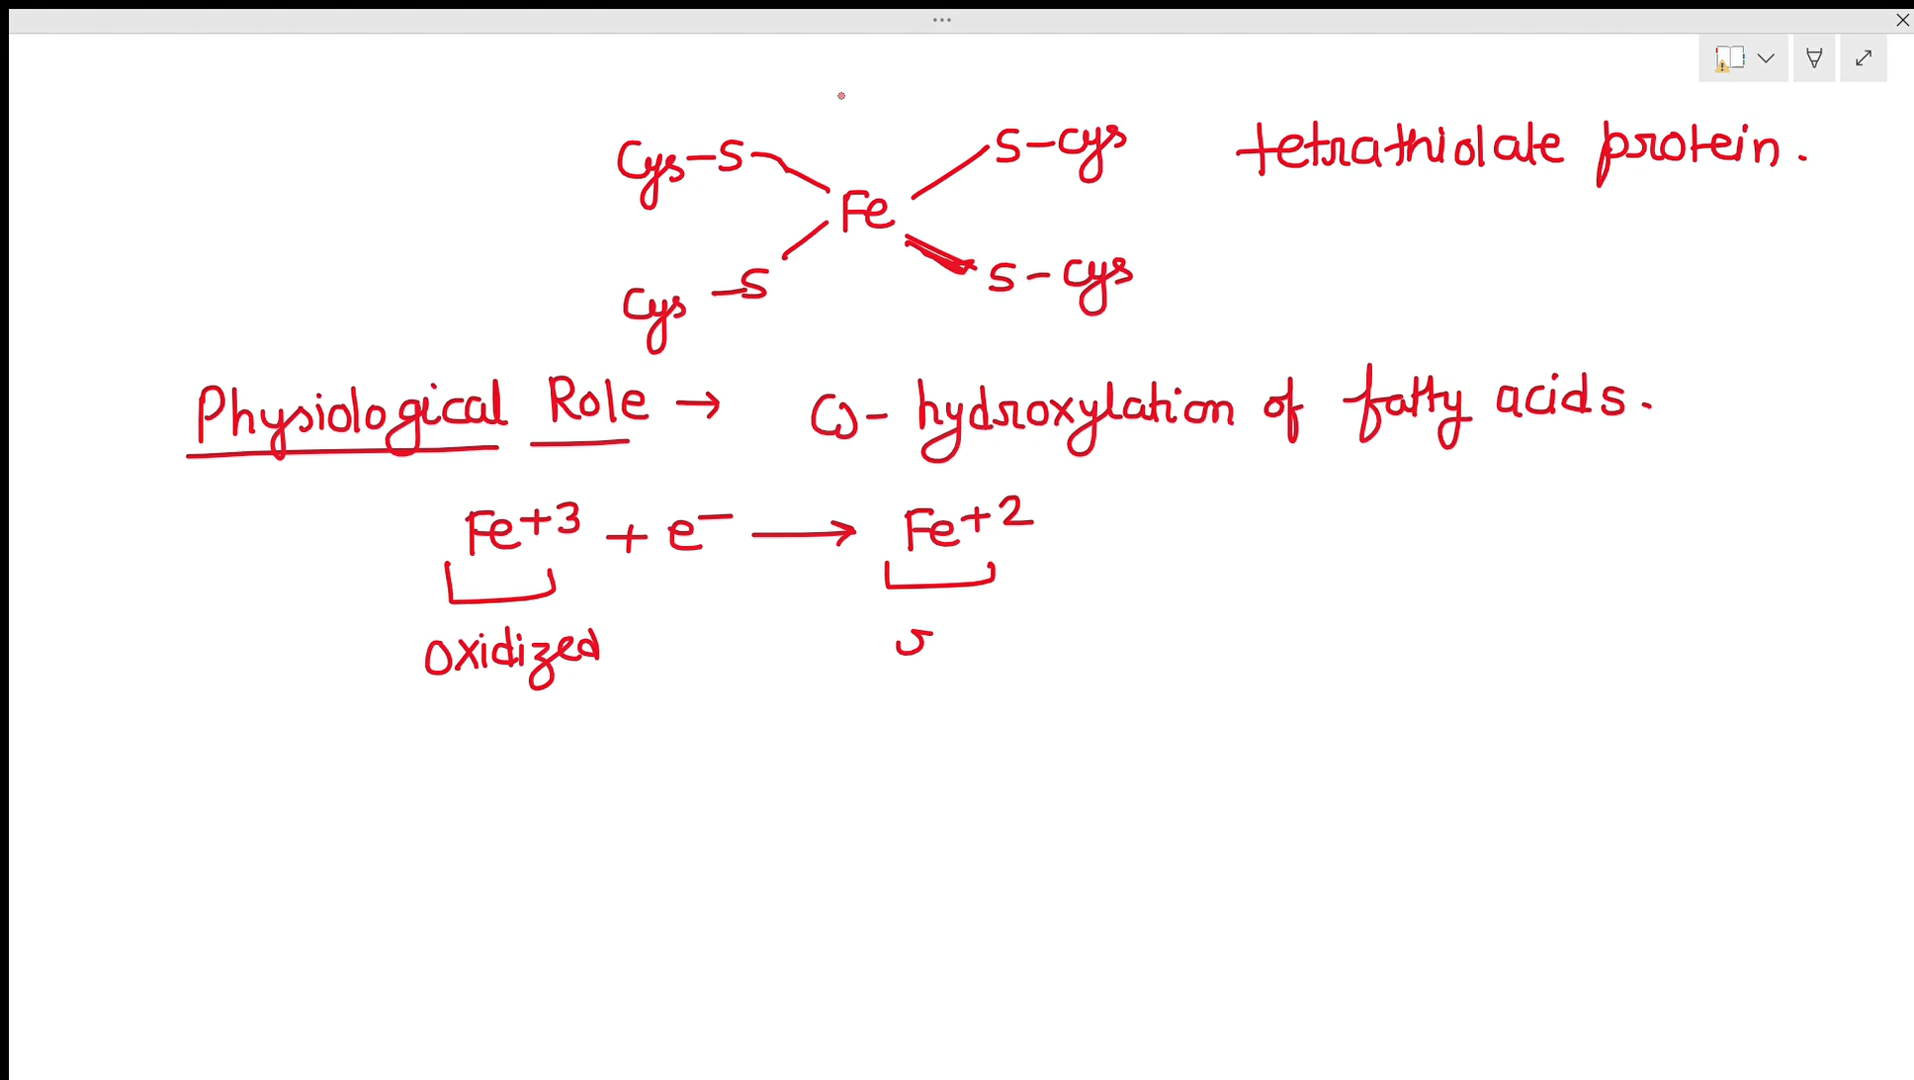 Cys-S S-Cys tetrathiolate protein.
Fe
Cys-S S-Cys
Physiological Role → ω-hydroxylation of fatty acids.
Fe+3 + e- → Fe+2
oxidized r